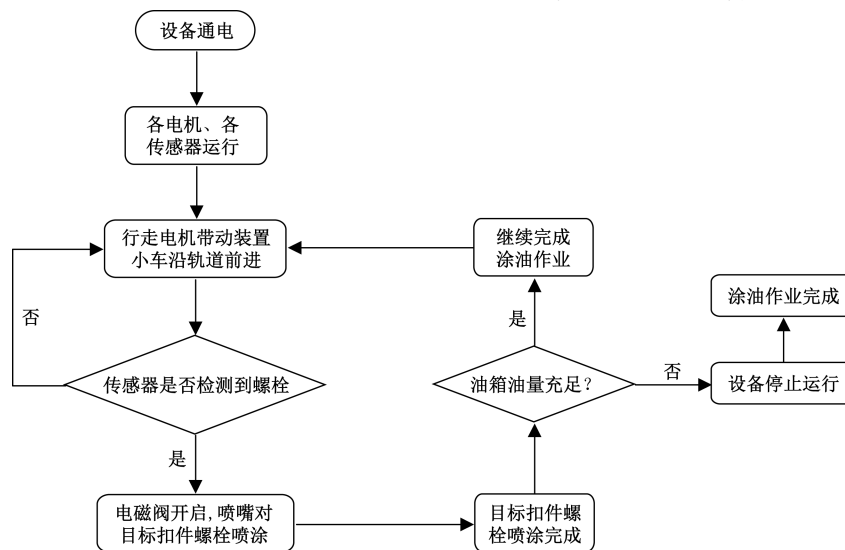 设备通电
各电机、各
传感器运行
行走电机带动装置
小车沿轨道前进
继续完成
涂油作业
涂油作业完成
否
是
传感器是否检测到螺栓
油箱油量充足?
否
设备停止运行
是
电磁阀开启,喷嘴对
目标扣件螺栓喷涂
目标扣件螺
栓喷涂完成